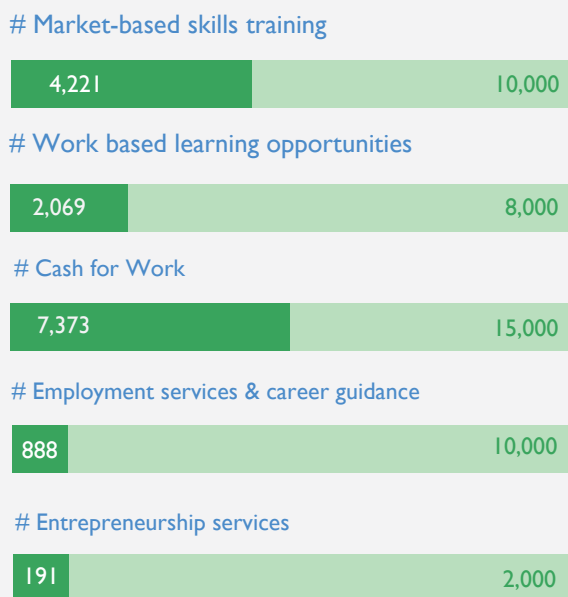 # Market-based skills training
4,221 10,000
# Work based learning opportunities
2,069 8,000
# Cash for Work
7,373 15,000
# Employment services & career guidance
888 10,000
# Entrepreneurship services
191 2,000